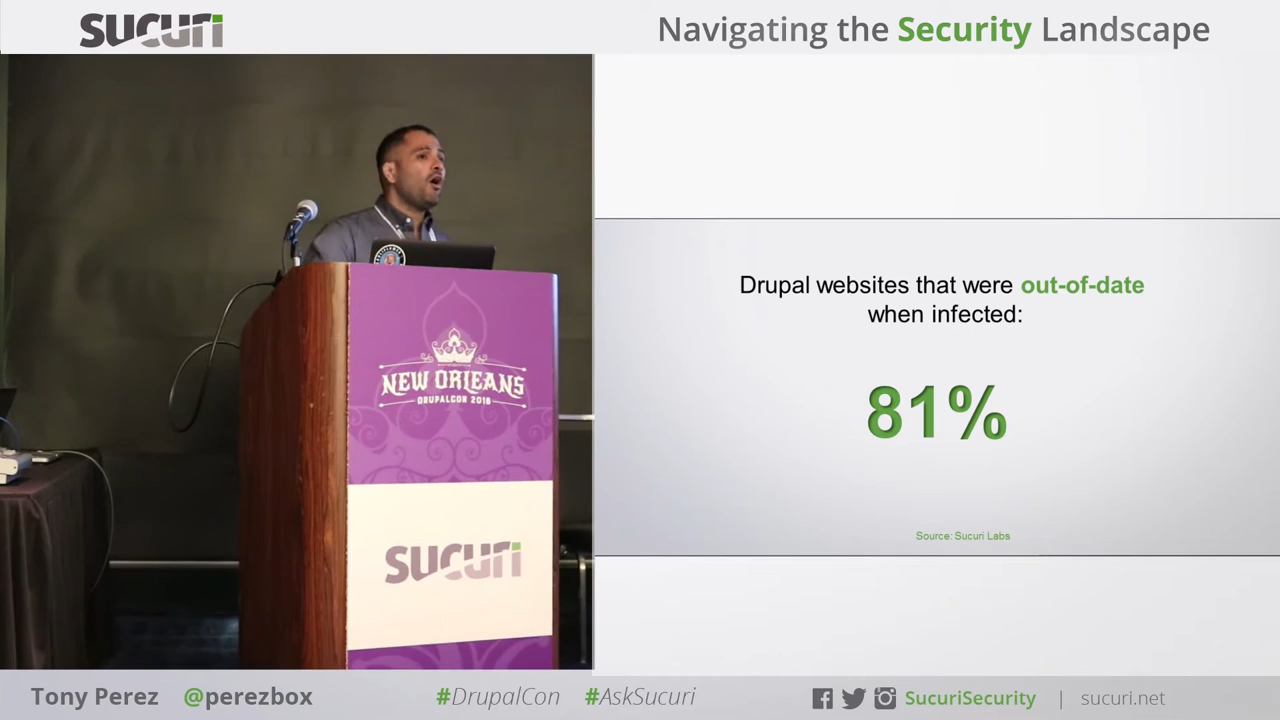 sucuri
Navigating the Security Landscape
NEW ORLEANS
DRUPALCON 2016
sucuri
Drupal websites that were out-of-date
when infected:
81%
Source: Sucuri Labs
Tony Perez @perezbox #DrupalCon #AskSucuri SucuriSecurity | sucuri.net